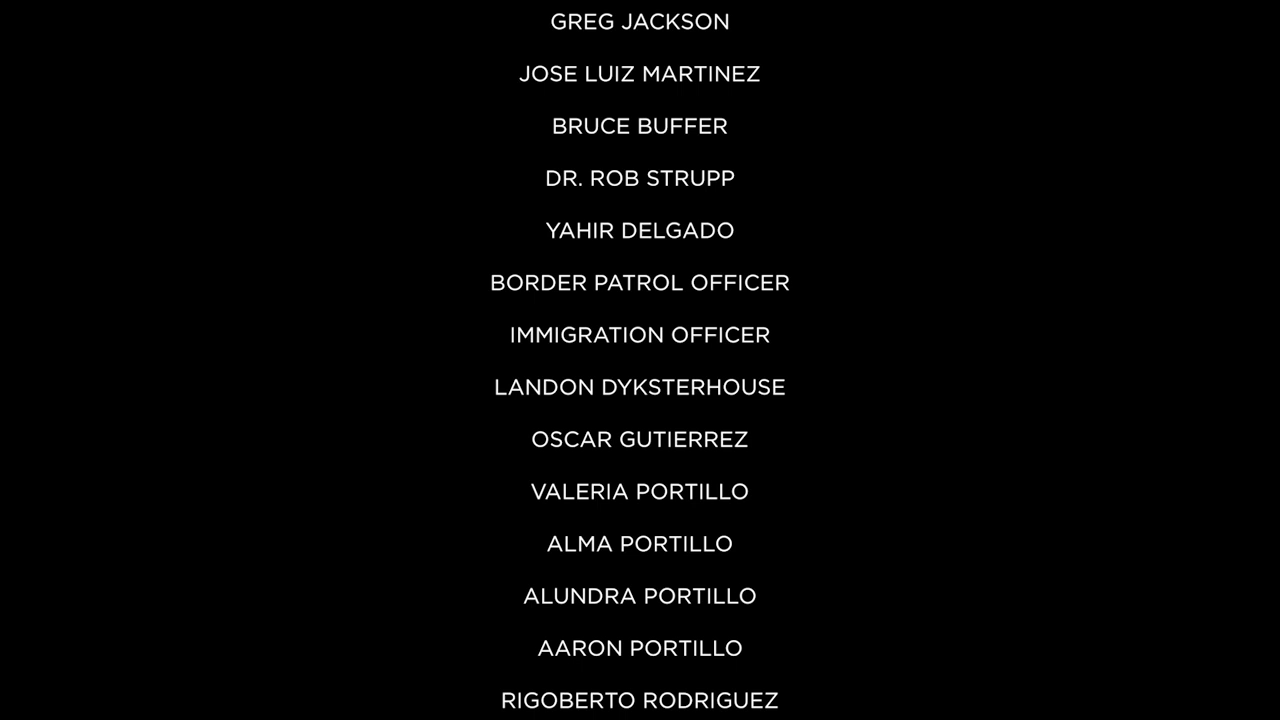 GREG JACKSON
JOSE LUIZ MARTINEZ
BRUCE BUFFER
DR. ROB STRUPP
YAHIR DELGADO
BORDER PATROL OFFICER
IMMIGRATION OFFICER
LANDON DYKSTERHOUSE
OSCAR GUTIERREZ
VALERIA PORTILLO
ALMA PORTILLO
ALUNDRA PORTILLO
AARON PORTILLO
RIGOBERTO RODRIGUEZ